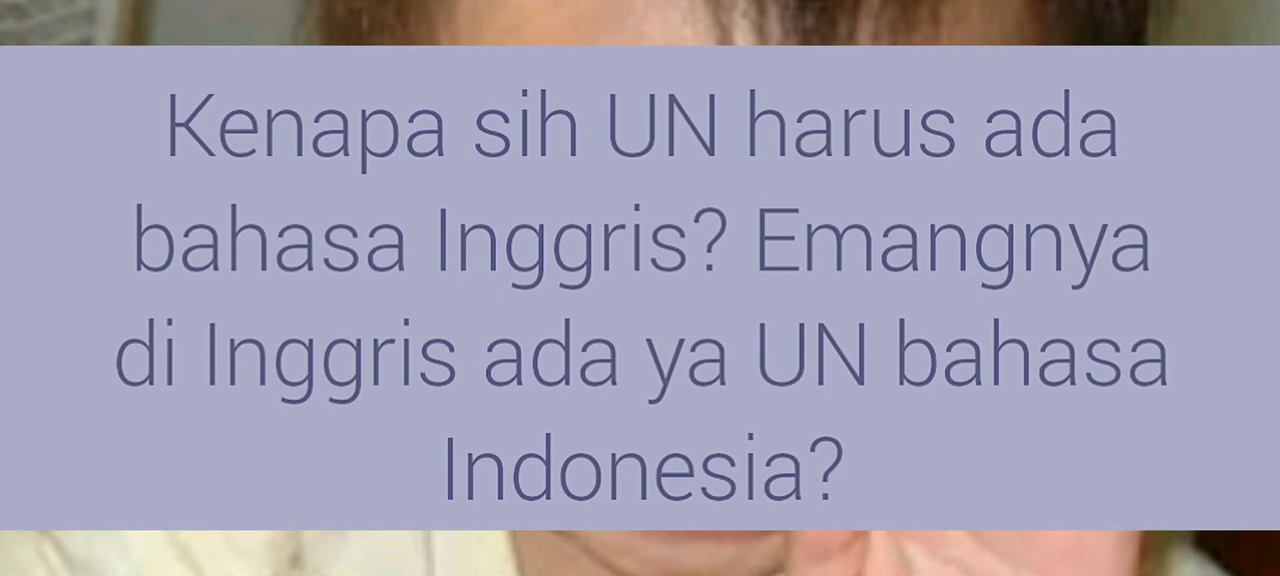 Kenapa sih UN harus ada
bahasa Inggris? Emangnya
di Inggris ada ya UN bahasa
Indonesia?